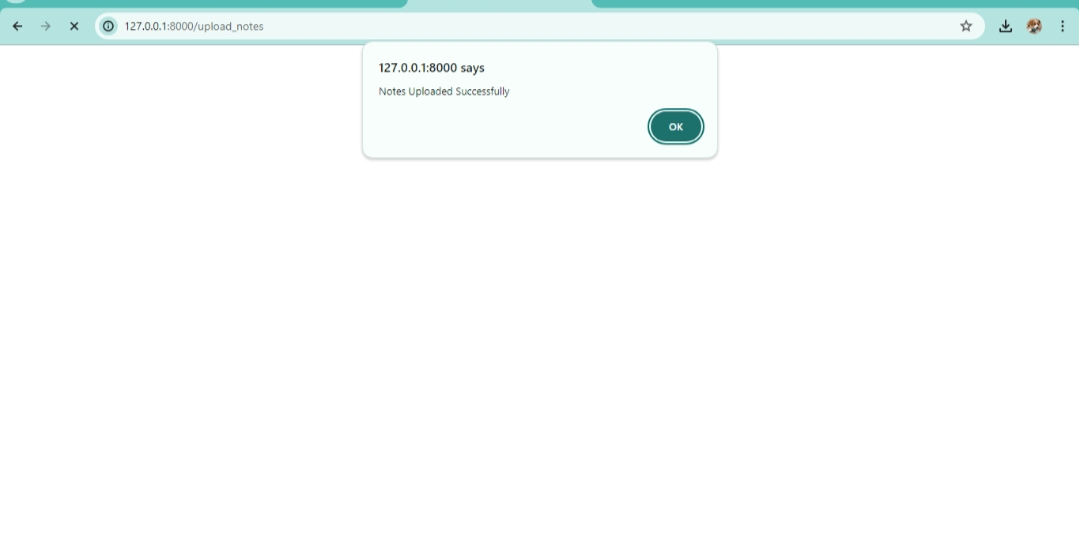 127.0.0.1:8000/upload_notes
127.0.0.1:8000 says
Notes Uploaded Successfully
OK